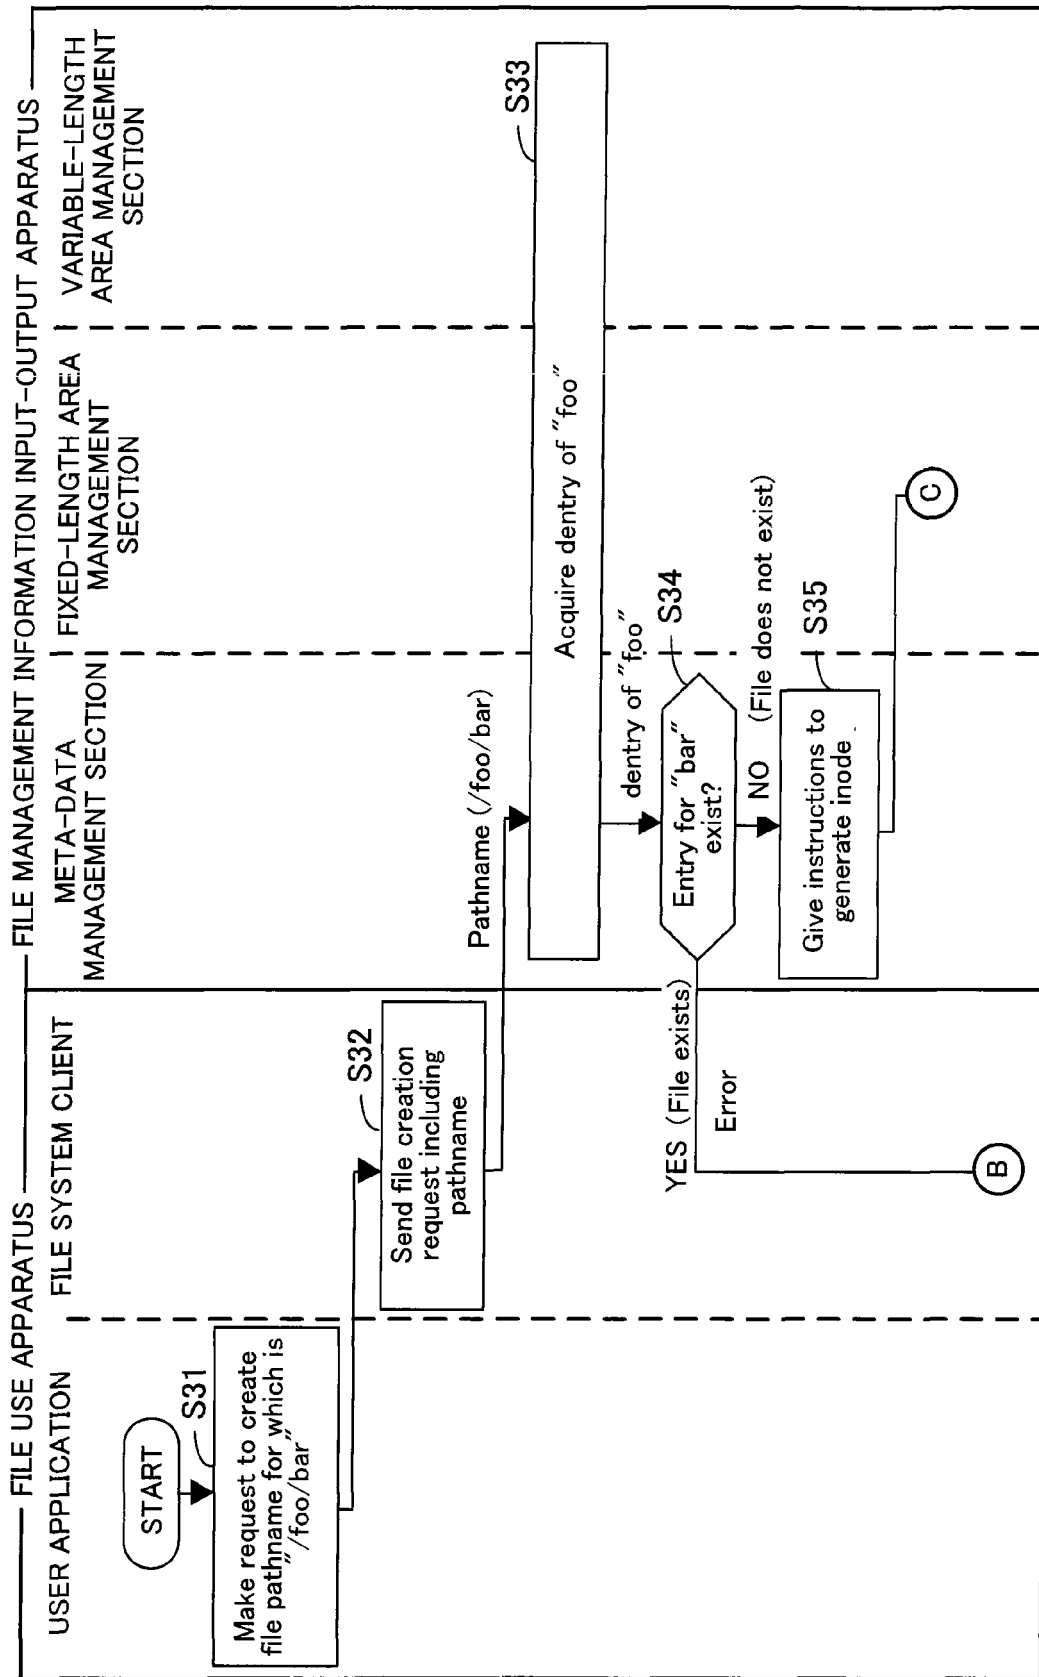 FILE USE APPARATUS
FILE MANAGEMENT INFORMATION INPUT-OUTPUT APPARATUS
USER APPLICATION
FILE SYSTEM CLIENT
META-DATA
MANAGEMENT SECTION
FIXED-LENGTH AREA
MANAGEMENT
SECTION
VARIABLE-LENGTH
AREA MANAGEMENT
SECTION
START
S31
Make request to create
file pathname for which is
"/foo/bar"
S32
Send file creation
request including
pathname
Pathname (/foo/bar)
S33
Acquire dentry of "foo"
dentry of "foo"
S34
Entry for "bar"
exist?
YES (File exists)
Error
NO (File does not exist)
S35
Give instructions to
generate inode
B
C